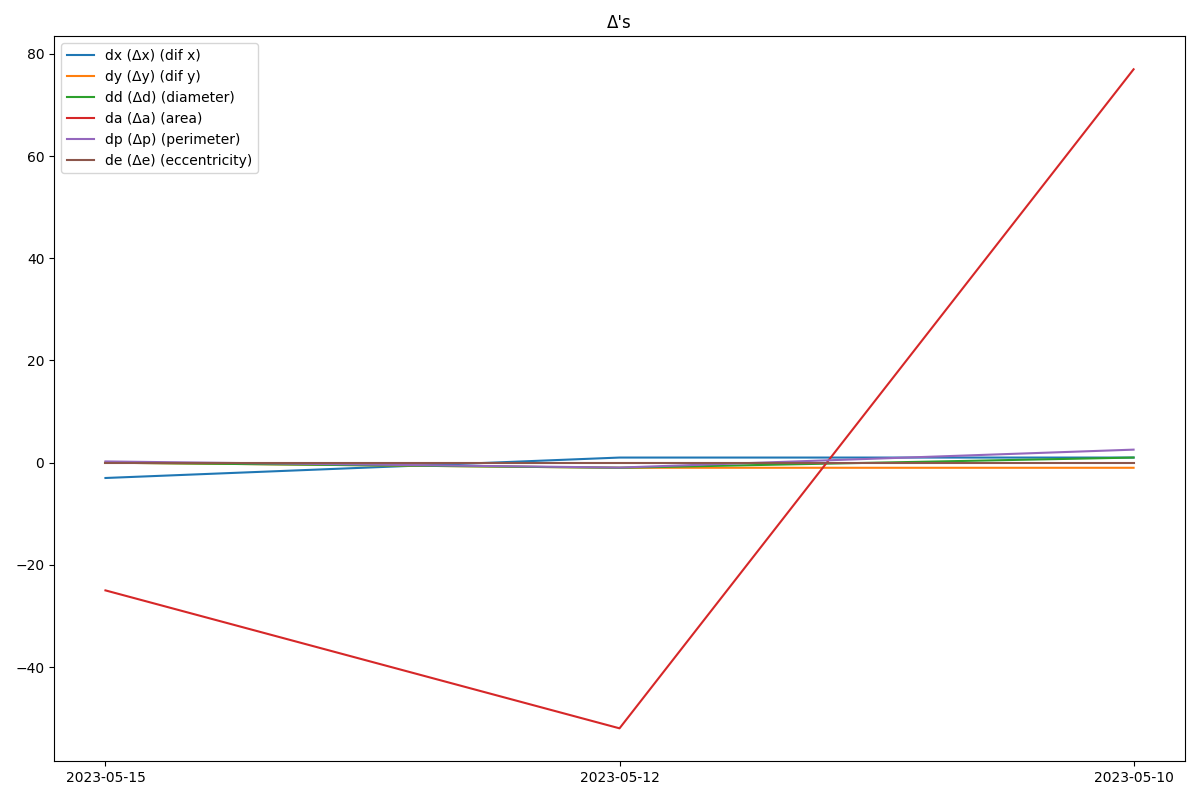 Δ's
dx (Δx) (dif x)
dy (Δy) (dif y)
dd (Δd) (diameter)
da (Δa) (area)
dp (Δp) (perimeter)
de (Δe) (eccentricity)
80
60
40
20
0
−20
−40
2023-05-15 2023-05-12 2023-05-10